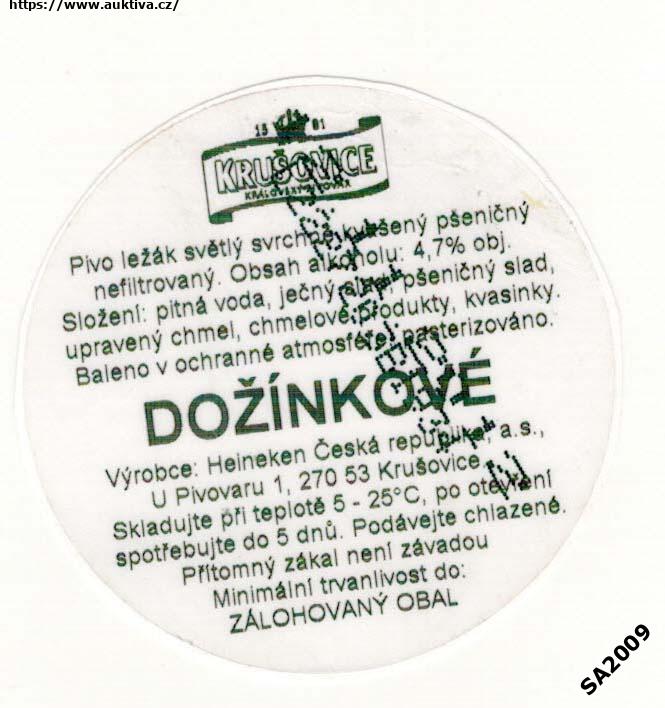 https://www.auktiva.cz/
15 81
KRUŠOVICE
KRÁLOVSKÝ PIVOVAR
Pivo ležák světlý svrchně kvašený pšeničný
nefiltrovaný. Obsah alkoholu: 4,7% obj.
Složení: pitná voda, ječný slad, pšeničný slad,
upravený chmel, chmelové produkty, kvasinky.
Baleno v ochranné atmosféře, pasterizováno.
DOŽÍNKOVÉ
Výrobce: Heineken Česká republika, a.s.,
U Pivovaru 1, 270 53 Krušovice
Skladujte při teplotě 5 - 25°C, po otevření
spotřebujte do 5 dnů. Podávejte chlazené.
Přítomný zákal není závadou
Minimální trvanlivost do:
ZÁLOHOVANÝ OBAL
SA2009